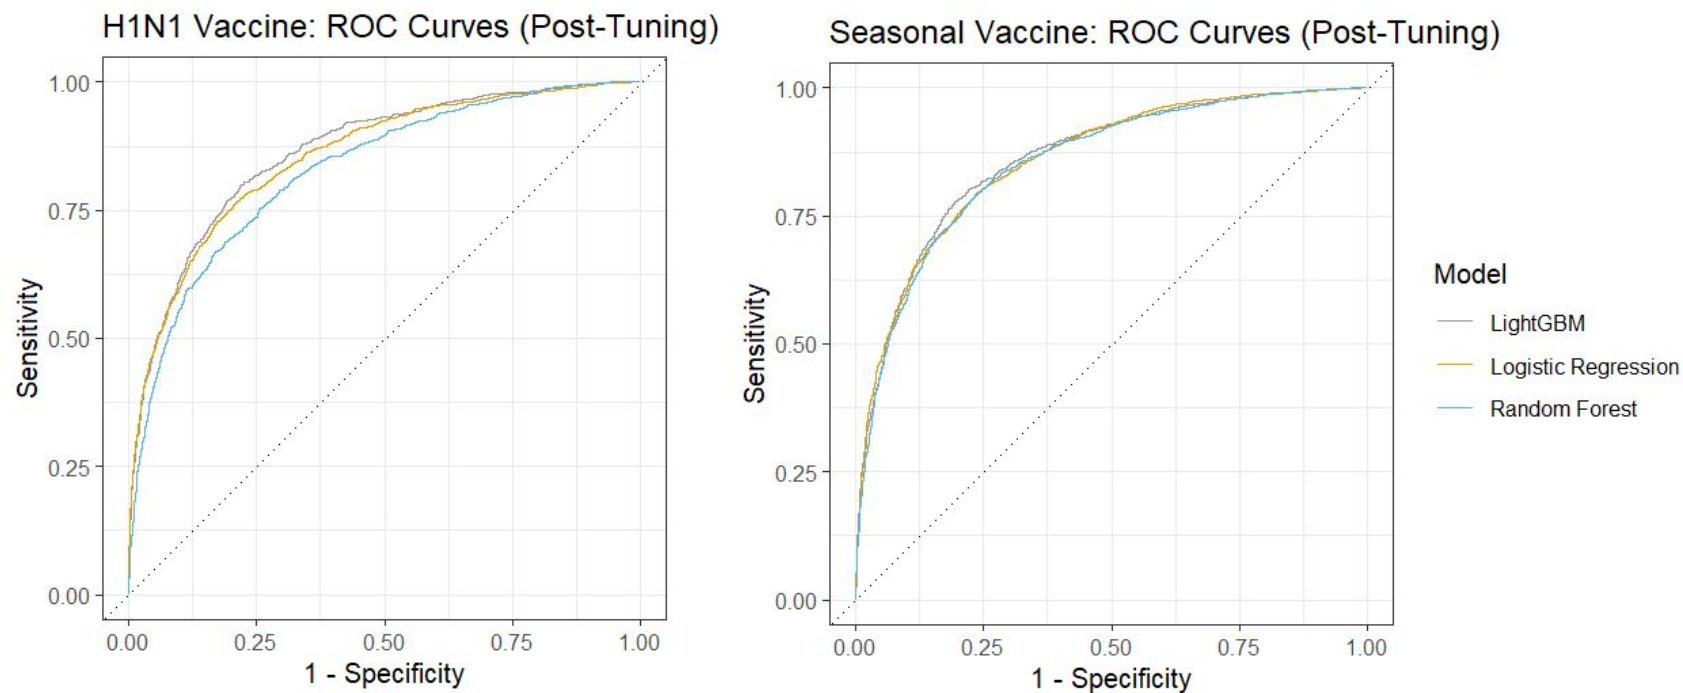 H1N1 Vaccine: ROC Curves (Post-Tuning)
1.00
0.75
0.50
0.25
0.00
Sensitivity
0.00 0.25 0.50 0.75 1.00
1 - Specificity
Seasonal Vaccine: ROC Curves (Post-Tuning)
1.00
0.75
0.50
0.25
0.00
Sensitivity
0.00 0.25 0.50 0.75 1.00
1 - Specificity
Model
LightGBM
Logistic Regression
Random Forest